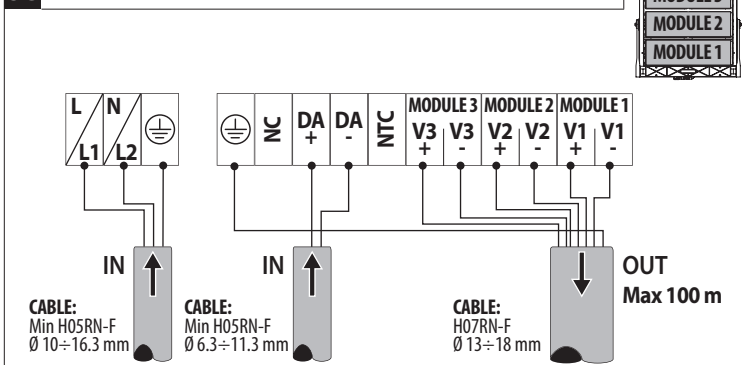 MODULE 3
MODULE 2
MODULE 1
L N NC DA DA NTC MODULE 3 MODULE 2 MODULE 1
L1 L2 + - V3 V3 V2 V2 V1 V1
+ - + - + -
IN IN OUT
Max 100 m
CABLE: CABLE: CABLE:
Min H05RN-F Min H05RN-F H07RN-F
Ø 10÷16.3 mm Ø 6.3÷11.3 mm Ø 13÷18 mm